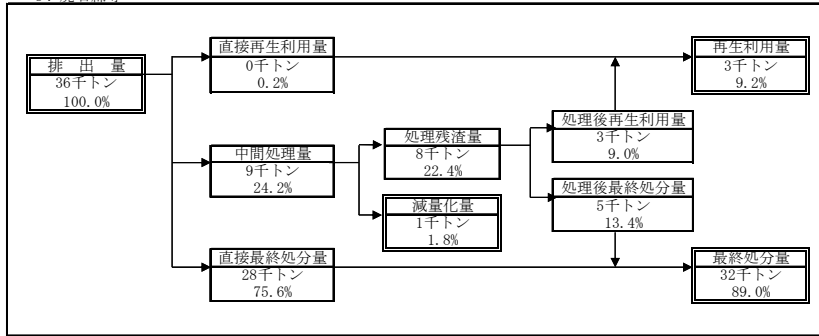 排出量
36千トン
100.0%
直接再生利用量
0千トン
0.2%
中間処理量
9千トン
24.2%
直接最終処分量
28千トン
75.6%
処理残渣量
8千トン
22.4%
減量化量
1千トン
1.8%
処理後再生利用量
3千トン
9.0%
処理後最終処分量
5千トン
13.4%
再生利用量
3千トン
9.2%
最終処分量
32千トン
89.0%